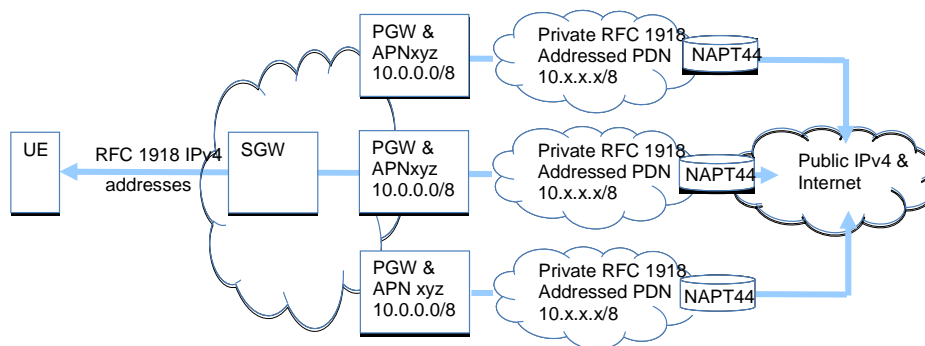 PGW &
APNxyz
10.0.0.0/8
Private RFC 1918
Addressed PDN
10.x.x.x/8
NAPT44
UE
RFC 1918 IPv4
addresses
SGW
PGW &
APNxyz
10.0.0.0/8
Private RFC 1918
Addressed PDN
10.x.x.x/8
NAPT44
Public IPv4 &
Internet
PGW &
APN xyz
10.0.0.0/8
Private RFC 1918
Addressed PDN
10.x.x.x/8
NAPT44